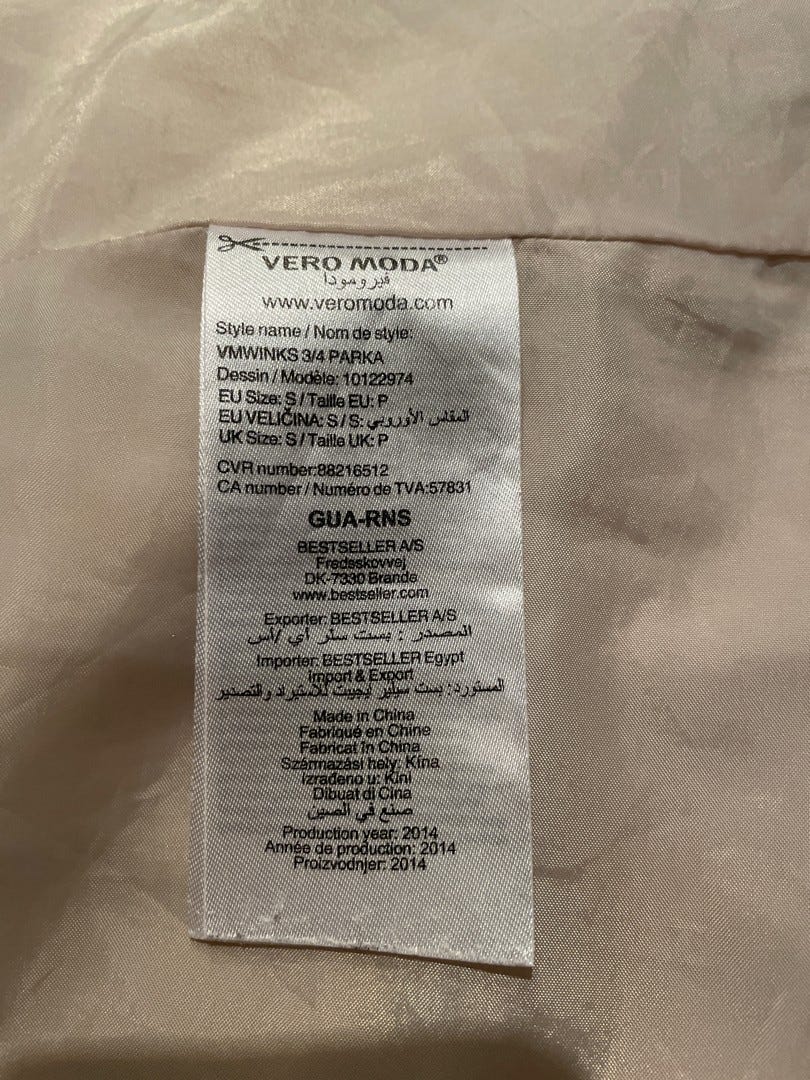 VERO MODA®
فيرومودا
www.veromoda.com
Style name / Nom de style:
VMWINKS 3/4 PARKA
Dessin / Modèle: 10122974
EU Size: S / Taille EU: P
EU VELIČINA: S / S: المقاس الأوروبي
UK Size: S / Taille UK: P
CVR number:88216512
CA number / Numéro de TVA:57831
GUA-RNS
BESTSELLER A/S
Fredskovvej
DK-7330 Brande
www.bestseller.com
Exporter: BESTSELLER A/S
المصدر : بست سلر أي /أس
Importer: BESTSELLER Egypt
Import & Export
المستورد: بست سيلير ايجيبت للاستيراد والتصدير
Made in China
Fabriqué en Chine
Fabricat în China
Származási hely: Kína
Izrađeno u: Kini
Dibuat di Cina
صنع في الصين
Production year: 2014
Année de production: 2014
Proizvodnjer: 2014